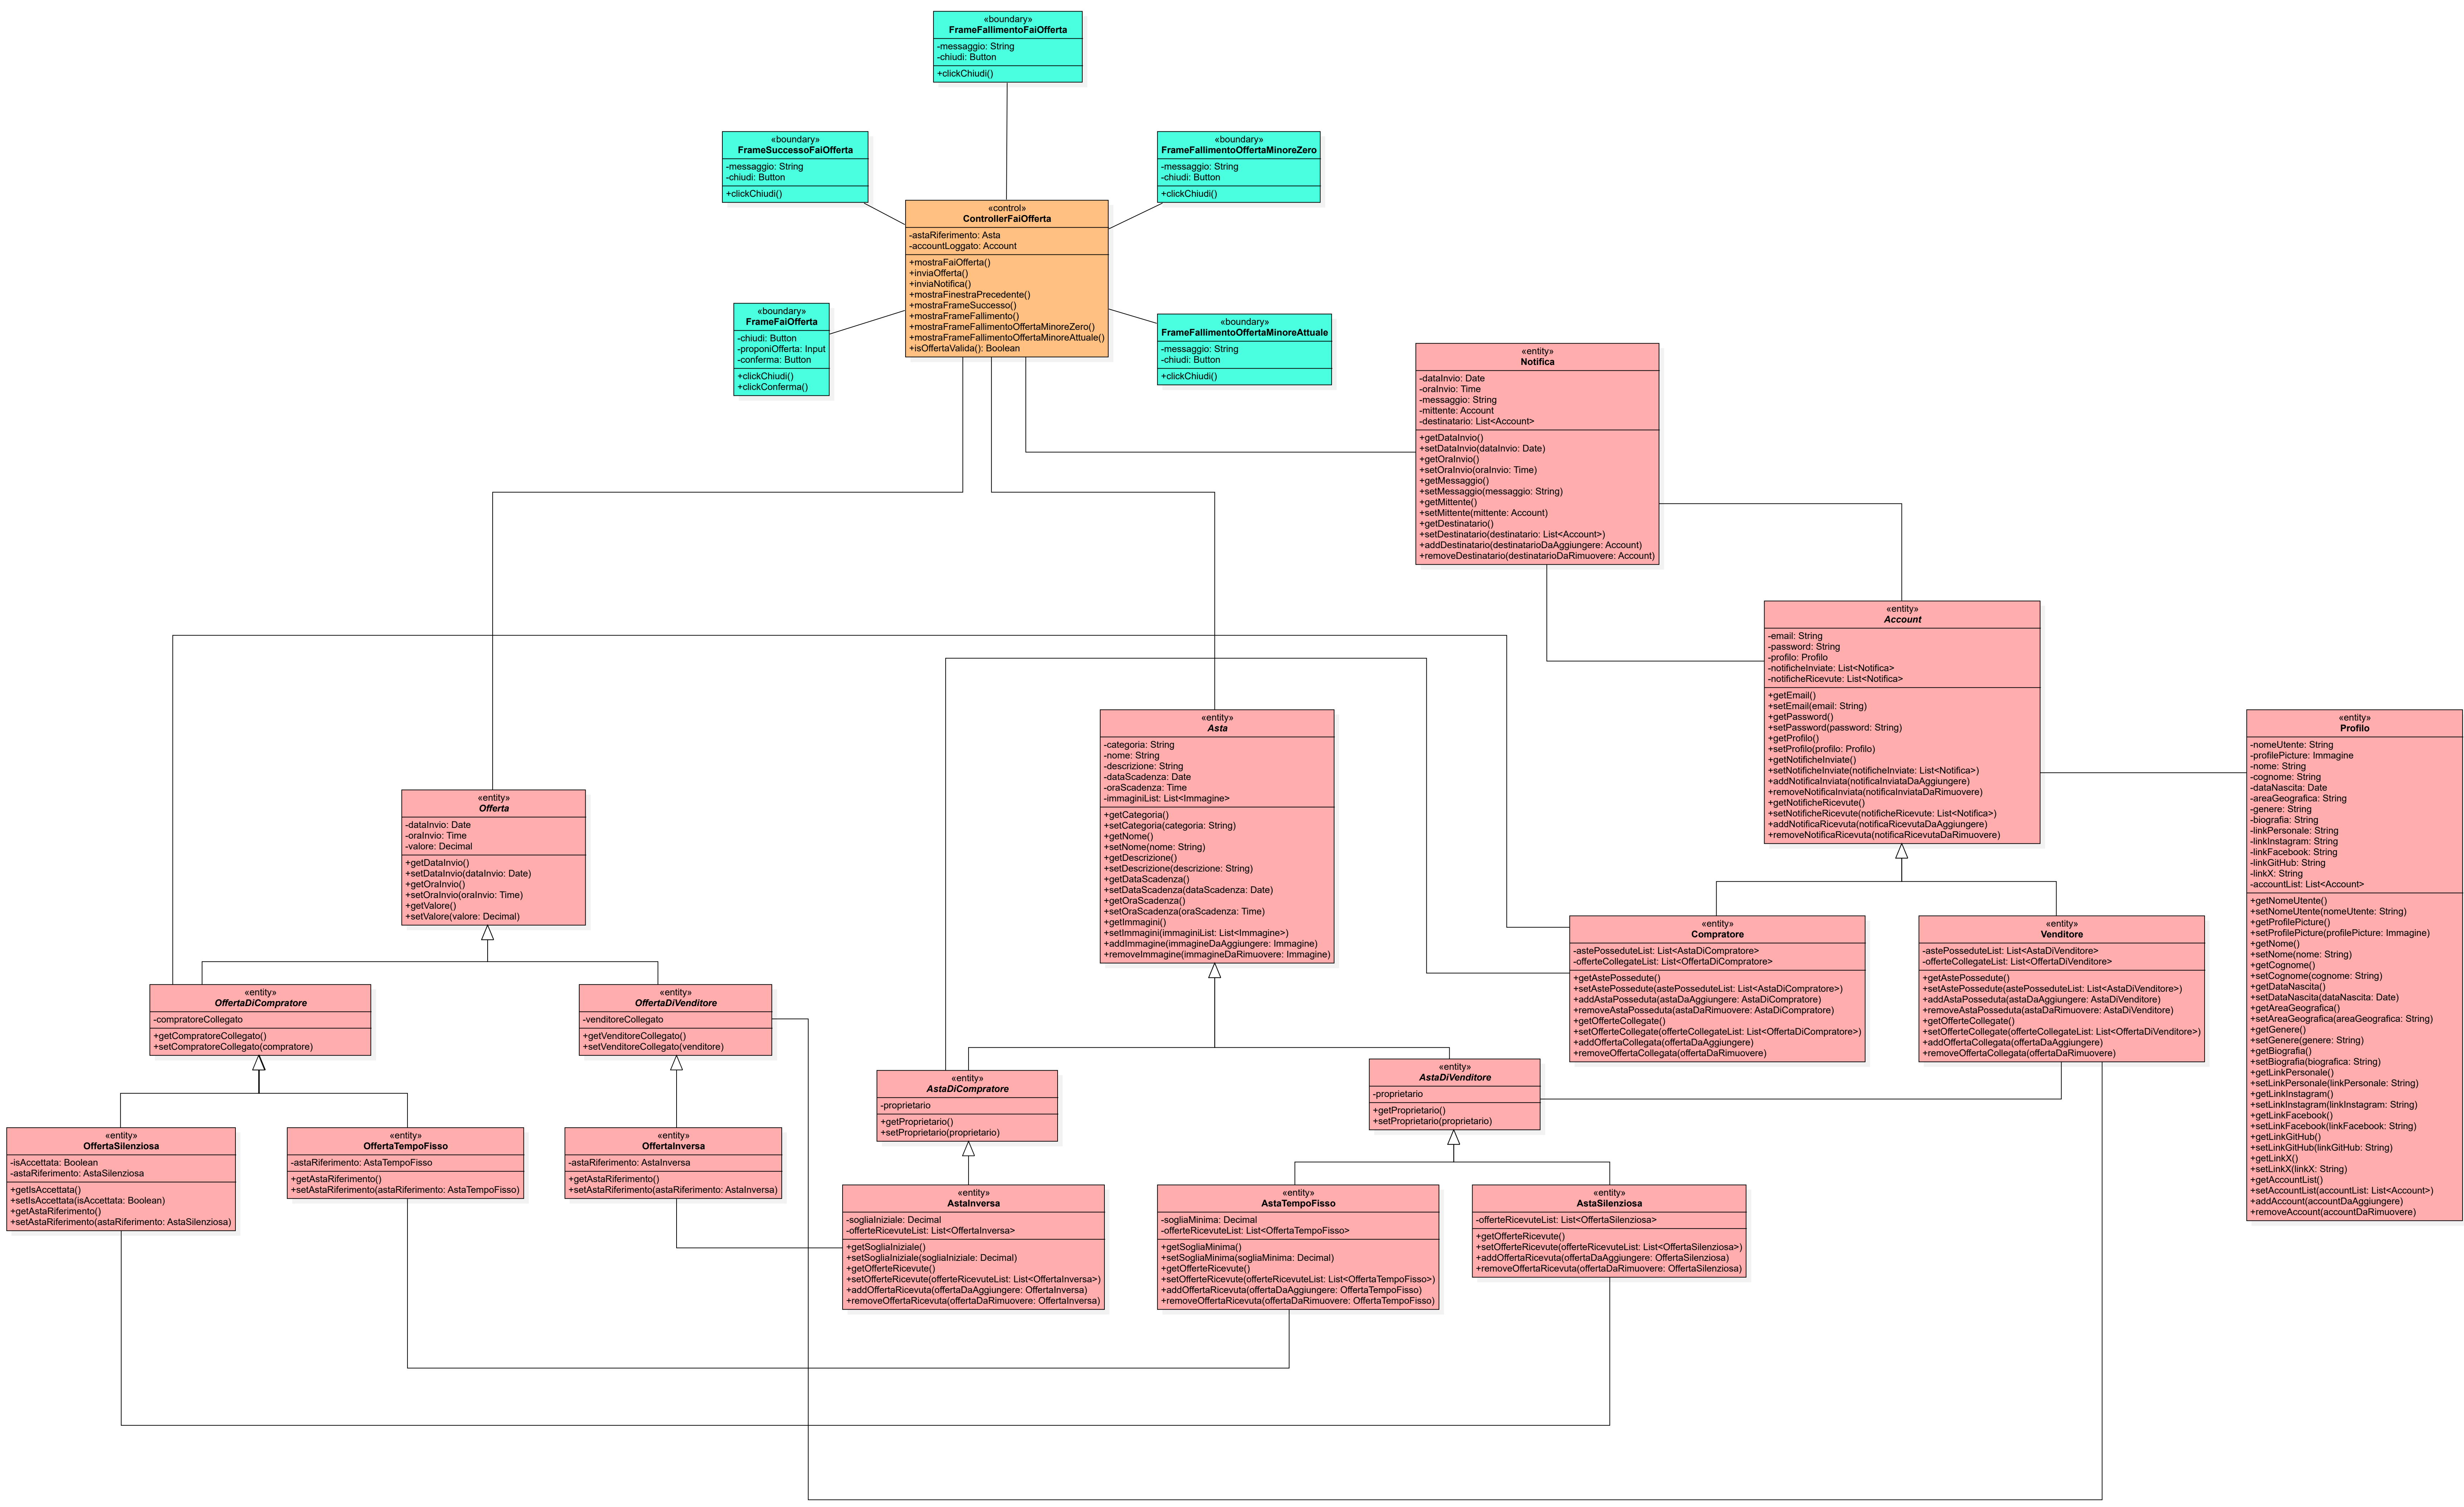 «boundary»
FrameFallimentoFaiOfferta
-messaggio: String
-chiudi: Button
+clickChiudi()
«boundary»
FrameSuccessoFaiOfferta
-messaggio: String
-chiudi: Button
+clickChiudi()
«boundary»
FrameFallimentoOffertaMinoreZero
-messaggio: String
-chiudi: Button
+clickChiudi()
«control»
ControllerFaiOfferta
-astaRiferimento: Asta
-accountLoggato: Account
+mostraFaiOfferta()
+inviaOfferta()
+inviaNotifica()
+mostraFinestraPrecedente()
+mostraFrameSuccesso()
+mostraFrameFallimento()
+mostraFrameFallimentoOffertaMinoreZero()
+mostraFrameFallimentoOffertaMinoreAttuale()
+isOffertaValida(): Boolean
«boundary»
FrameFaiOfferta
-chiudi: Button
-proponiOfferta: Input
-conferma: Button
+clickChiudi()
+clickConferma()
«boundary»
FrameFallimentoOffertaMinoreAttuale
-messaggio: String
-chiudi: Button
+clickChiudi()
«entity»
Notifica
-dataInvio: Date
-oraInvio: Time
-messaggio: String
-mittente: Account
-destinatario: List<Account>
+getDataInvio()
+setDataInvio(dataInvio: Date)
+getOraInvio()
+setOraInvio(oraInvio: Time)
+getMessaggio()
+setMessaggio(messaggio: String)
+getMittente()
+setMittente(mittente: Account)
+getDestinatario()
+setDestinatario(destinatario: List<Account>)
+addDestinatario(destinatarioDaAggiungere: Account)
+removeDestinatario(destinatarioDaRimuovere: Account)
«entity»
Account
-email: String
-password: String
-profilo: Profilo
-notificheInviate: List<Notifica>
-notificheRicevute: List<Notifica>
+getEmail()
+setEmail(email: String)
+getPassword()
+setPassword(password: String)
+getProfilo()
+setProfilo(profilo: Profilo)
+getNotificheInviate()
+setNotificheInviate(notificheInviate: List<Notifica>)
+addNotificaInviata(notificaInviataDaAggiungere)
+removeNotificaInviata(notificaInviataDaRimuovere)
+getNotificheRicevute()
+setNotificheRicevute(notificheRicevute: List<Notifica>)
+addNotificaRicevuta(notificaRicevutaDaAggiungere)
+removeNotificaRicevuta(notificaRicevutaDaRimuovere)
«entity»
Profilo
-nomeUtente: String
-profilePicture: Immagine
-nome: String
-cognome: String
-dataNascita: Date
-areaGeografica: String
-genere: String
-biografia: String
-linkPersonale: String
-linkInstagram: String
-linkFacebook: String
-linkGitHub: String
-linkX: String
-accountList: List<Account>
+getNomeUtente()
+setNomeUtente(nomeUtente: String)
+getProfilePicture()
+setProfilePicture(profilePicture: Immagine)
+getNome()
+setNome(nome: String)
+getCognome()
+setCognome(cognome: String)
+getDataNascita()
+setDataNascita(dataNascita: Date)
+getAreaGeografica()
+setAreaGeografica(areaGeografica: String)
+getGenere()
+setGenere(genere: String)
+getBiografia()
+setBiografia(biografica: String)
+getLinkPersonale()
+setLinkPersonale(linkPersonale: String)
+getLinkInstagram()
+setLinkInstagram(linkInstagram: String)
+getLinkFacebook()
+setLinkFacebook(linkFacebook: String)
+getLinkGitHub()
+setLinkGitHub(linkGitHub: String)
+getLinkX()
+setLinkX(linkX: String)
+getAccountList()
+setAccountList(accountList: List<Account>)
+addAccount(accountDaAggiungere)
+removeAccount(accountDaRimuovere)
«entity»
Asta
-categoria: String
-nome: String
-descrizione: String
-dataScadenza: Date
-oraScadenza: Time
-immaginiList: List<Immagine>
+getCategoria()
+setCategoria(categoria: String)
+getNome()
+setNome(nome: String)
+getDescrizione()
+setDescrizione(descrizione: String)
+getDataScadenza()
+setDataScadenza(dataScadenza: Date)
+getOraScadenza()
+setOraScadenza(oraScadenza: Time)
+getImmagini()
+setImmagini(immaginiList: List<Immagine>)
+addImmagine(immagineDaAggiungere: Immagine)
+removeImmagine(immagineDaRimuovere: Immagine)
«entity»
Offerta
-dataInvio: Date
-oraInvio: Time
-valore: Decimal
+getDataInvio()
+setDataInvio(dataInvio: Date)
+getOraInvio()
+setOraInvio(oraInvio: Time)
+getValore()
+setValore(valore: Decimal)
«entity»
Compratore
-astePosseduteList: List<AstaDiCompratore>
-offerteCollegateList: List<OffertaDiCompratore>
+getAstePossedute()
+setAstePossedute(astePosseduteList: List<AstaDiCompratore>)
+addAstaPosseduta(astaDaAggiungere: AstaDiCompratore)
+removeAstaPosseduta(astaDaRimuovere: AstaDiCompratore)
+getOfferteCollegate()
+setOfferteCollegate(offerteCollegateList: List<OffertaDiCompratore>)
+addOffertaCollegata(offertaDaAggiungere)
+removeOffertaCollegata(offertaDaRimuovere)
«entity»
Venditore
-astePosseduteList: List<AstaDiVenditore>
-offerteCollegateList: List<OffertaDiVenditore>
+getAstePossedute()
+setAstePossedute(astePosseduteList: List<AstaDiVenditore>)
+addAstaPosseduta(astaDaAggiungere: AstaDiVenditore)
+removeAstaPosseduta(astaDaRimuovere: AstaDiVenditore)
+getOfferteCollegate()
+setOfferteCollegate(offerteCollegateList: List<OffertaDiVenditore>)
+addOffertaCollegata(offertaDaAggiungere)
+removeOffertaCollegata(offertaDaRimuovere)
«entity»
OffertaDiCompratore
-compratoreCollegato
+getCompratoreCollegato()
+setCompratoreCollegato(compratore)
«entity»
OffertaDiVenditore
-venditoreCollegato
+getVenditoreCollegato()
+setVenditoreCollegato(venditore)
«entity»
AstaDiCompratore
-proprietario
+getProprietario()
+setProprietario(proprietario)
«entity»
AstaDiVenditore
-proprietario
+getProprietario()
+setProprietario(proprietario)
«entity»
OffertaSilenziosa
-isAccettata: Boolean
-astaRiferimento: AstaSilenziosa
+getIsAccettata()
+setIsAccettata(isAccettata: Boolean)
+getAstaRiferimento()
+setAstaRiferimento(astaRiferimento: AstaSilenziosa)
«entity»
OffertaTempoFisso
-astaRiferimento: AstaTempoFisso
+getAstaRiferimento()
+setAstaRiferimento(astaRiferimento: AstaTempoFisso)
«entity»
OffertaInversa
-astaRiferimento: AstaInversa
+getAstaRiferimento()
+setAstaRiferimento(astaRiferimento: AstaInversa)
«entity»
AstaInversa
-sogliaIniziale: Decimal
-offerteRicevuteList: List<OffertaInversa>
+getSogliaIniziale()
+setSogliaIniziale(sogliaIniziale: Decimal)
+getOfferteRicevute()
+setOfferteRicevute(offerteRicevuteList: List<OffertaInversa>)
+addOffertaRicevuta(offertaDaAggiungere: OffertaInversa)
+removeOffertaRicevuta(offertaDaRimuovere: OffertaInversa)
«entity»
AstaTempoFisso
-sogliaMinima: Decimal
-offerteRicevuteList: List<OffertaTempoFisso>
+getSogliaMinima()
+setSogliaMinima(sogliaMinima: Decimal)
+getOfferteRicevute()
+setOfferteRicevute(offerteRicevuteList: List<OffertaTempoFisso>)
+addOffertaRicevuta(offertaDaAggiungere: OffertaTempoFisso)
+removeOffertaRicevuta(offertaDaRimuovere: OffertaTempoFisso)
«entity»
AstaSilenziosa
-offerteRicevuteList: List<OffertaSilenziosa>
+getOfferteRicevute()
+setOfferteRicevute(offerteRicevuteList: List<OffertaSilenziosa>)
+addOffertaRicevuta(offertaDaAggiungere: OffertaSilenziosa)
+removeOffertaRicevuta(offertaDaRimuovere: OffertaSilenziosa)